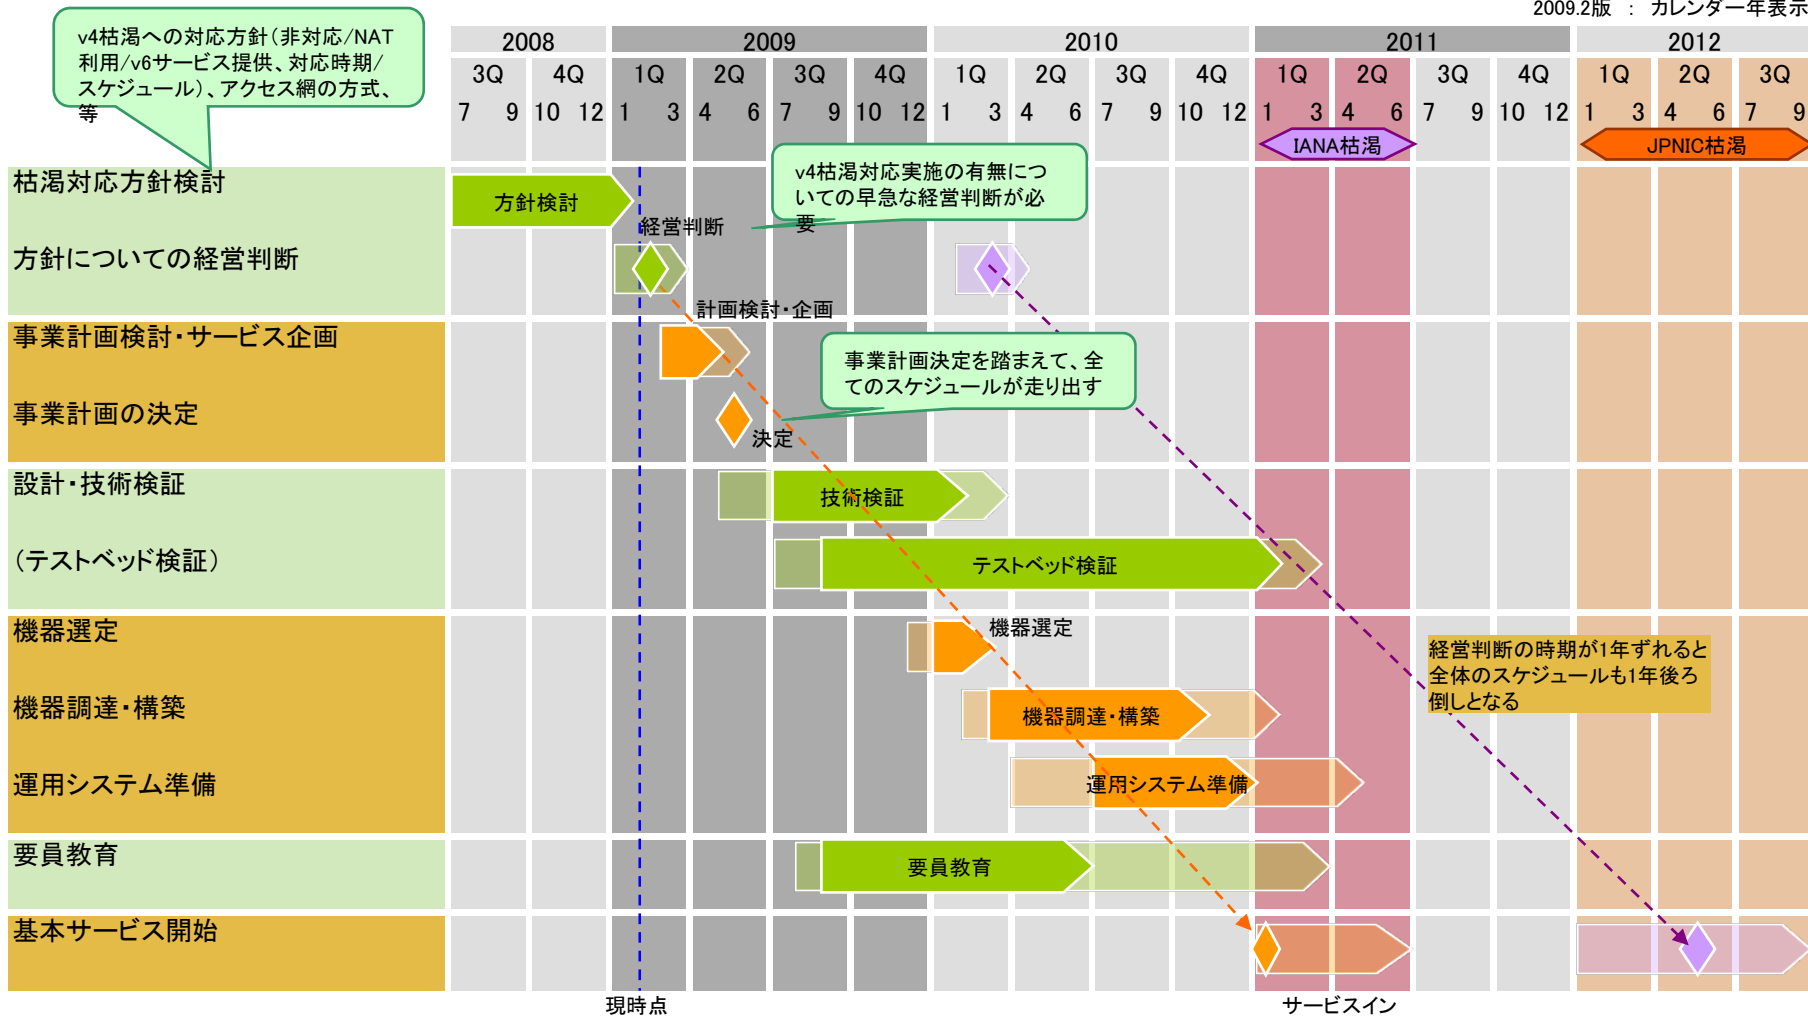 2009.2版 ： カレンダー年表示
v4枯渇への対応方針（非対応/NAT
利用/v6サービス提供、対応時期/
スケジュール）、アクセス網の方式、
等
2008 2009 2010 2011 2012
3Q 4Q 1Q 2Q 3Q 4Q 1Q 2Q 3Q 4Q 1Q 2Q 3Q 4Q 1Q 2Q 3Q
7 9 10 12 1 3 4 6 7 9 10 12 1 3 4 6 7 9 10 12 1 3 4 6 7 9 10 12 1 3 4 6 7 9
IANA枯渇 JPNIC枯渇
枯渇対応方針検討
方針検討
v4枯渇対応実施の有無につ
いての早急な経営判断が必
要
経営判断
方針についての経営判断
計画検討・企画
事業計画検討・サービス企画
事業計画決定を踏まえて、全
てのスケジュールが走り出す
事業計画の決定
決定
設計・技術検証
技術検証
（テストベッド検証）
テストベッド検証
機器選定
機器選定
経営判断の時期が1年ずれると
全体のスケジュールも1年後ろ
倒しとなる
機器調達・構築
機器調達・構築
運用システム準備
運用システム準備
要員教育
要員教育
基本サービス開始
現時点
サービスイン